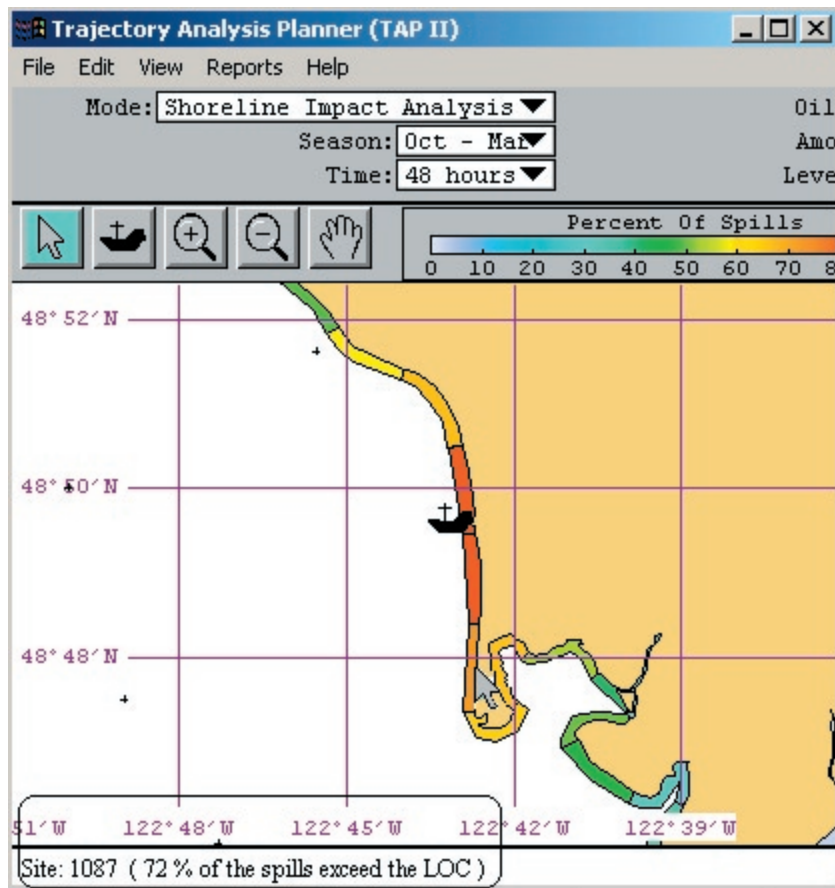 Trajectory Analysis Planner (TAP II)
File Edit View Reports Help
Mode: Shoreline Impact Analysis
Oil
Season: Oct - Mar
Amo
Time: 48 hours
Leve
Percent Of Spills
0 10 20 30 40 50 60 70 8
48°52'N
48°50'N
48°48'N
51'W 122°48'W 122°45'W 122°42'W 122°39'W
Site: 1087 ( 72 % of the spills exceed the LOC )